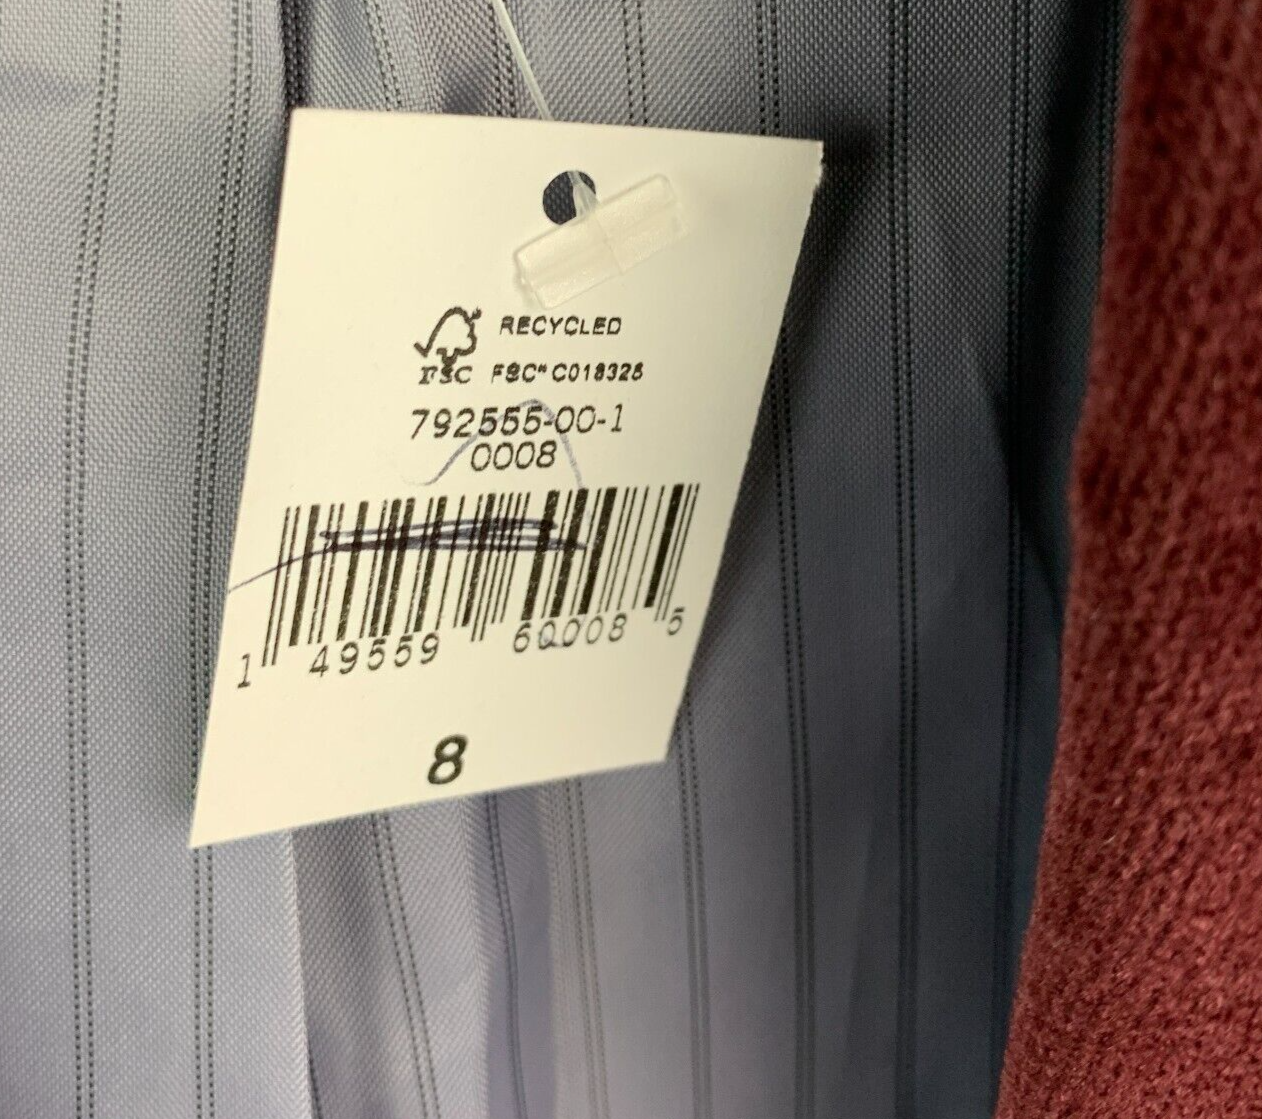 RECYCLED
FSC FSC® C018328
792555-00-1
0008
1 49559 60008 5
8